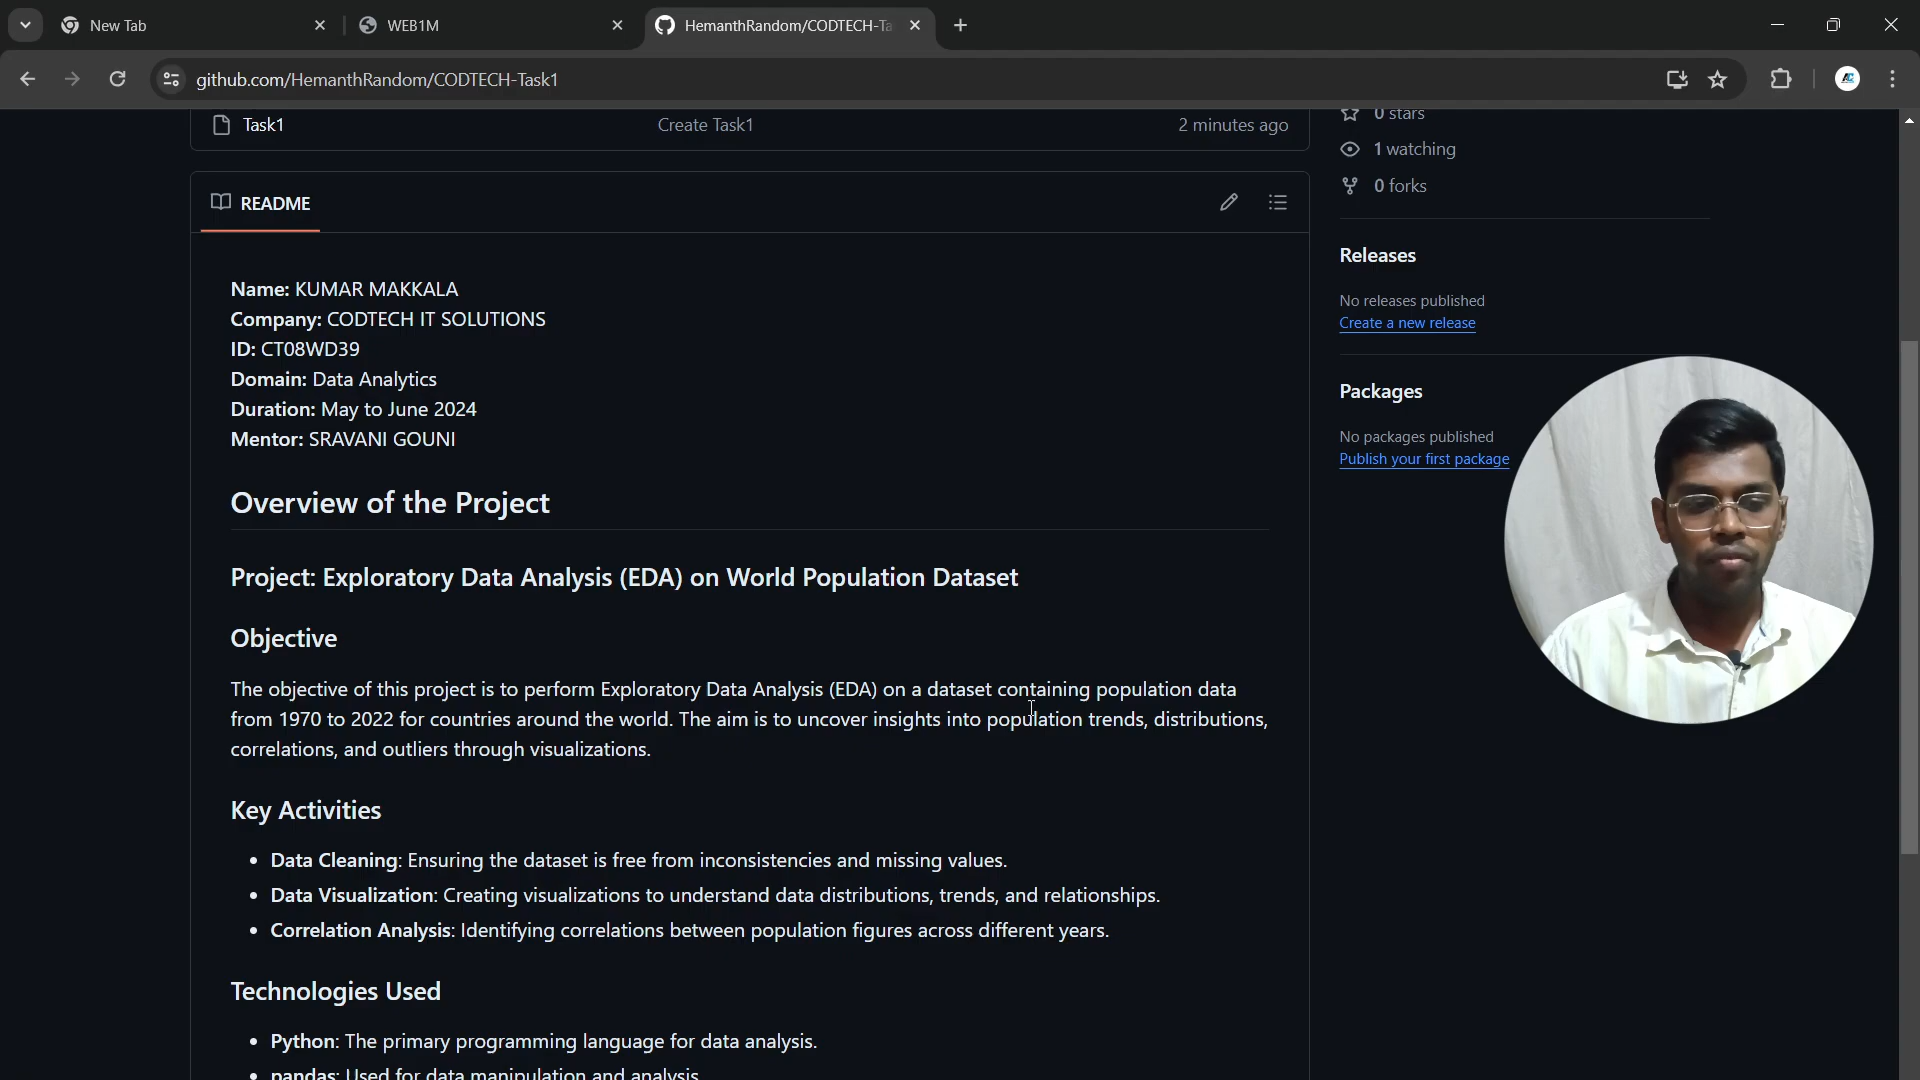 New Tab
WEB1M
HemanthRandom/CODTECH-Ta
github.com/HemanthRandom/CODTECH-Task1
Task1
Create Task1
2 minutes ago
0 stars
1 watching
0 forks
README
Releases
No releases published
Create a new release
Packages
No packages published
Publish your first package
Name: KUMAR MAKKALA
Company: CODTECH IT SOLUTIONS
ID: CT08WD39
Domain: Data Analytics
Duration: May to June 2024
Mentor: SRAVANI GOUNI
Overview of the Project
Project: Exploratory Data Analysis (EDA) on World Population Dataset
Objective
The objective of this project is to perform Exploratory Data Analysis (EDA) on a dataset containing population data
from 1970 to 2022 for countries around the world. The aim is to uncover insights into population trends, distributions,
correlations, and outliers through visualizations.
Key Activities
• Data Cleaning: Ensuring the dataset is free from inconsistencies and missing values.
• Data Visualization: Creating visualizations to understand data distributions, trends, and relationships.
• Correlation Analysis: Identifying correlations between population figures across different years.
Technologies Used
• Python: The primary programming language for data analysis.
• pandas: Used for data manipulation and analysis.